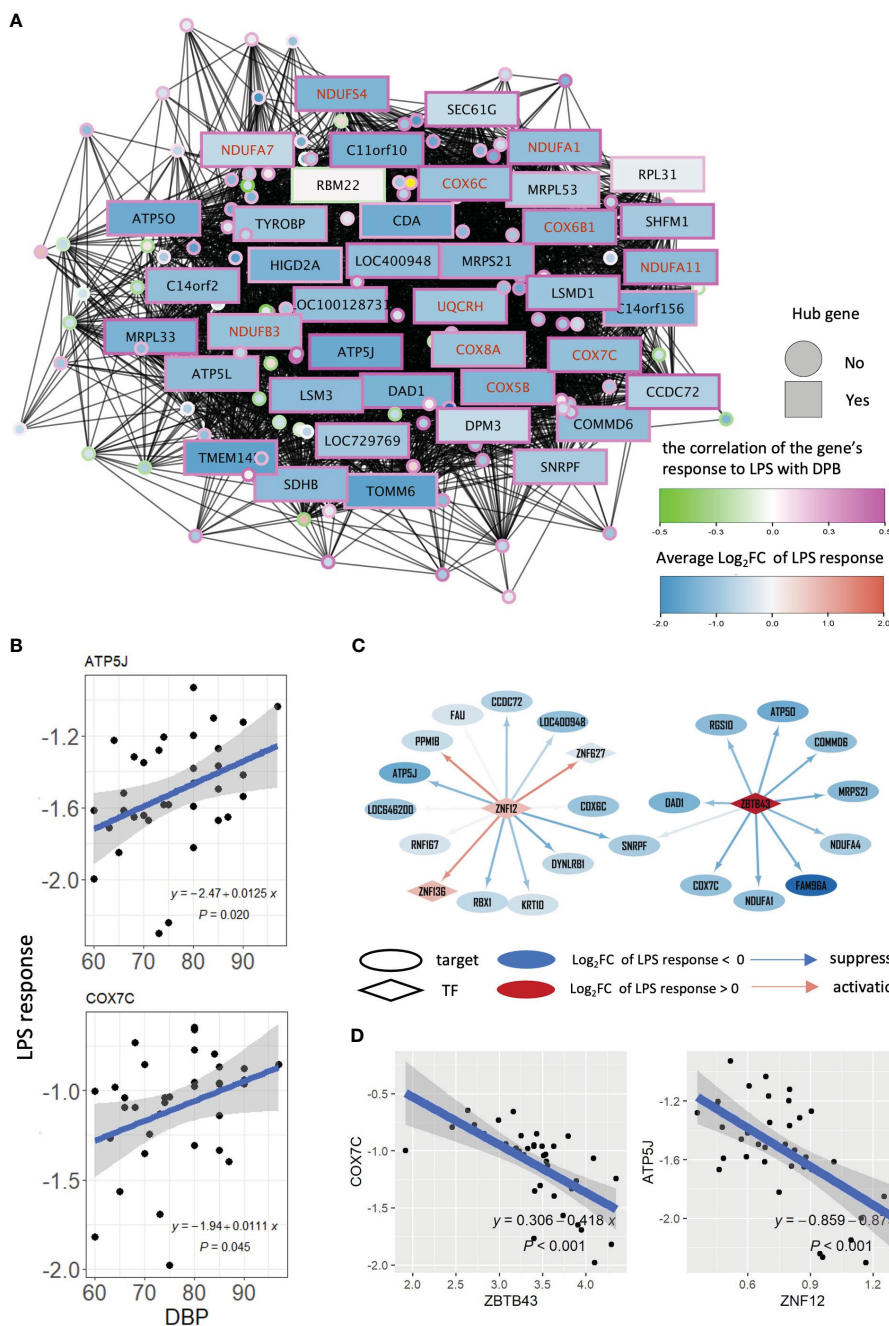 A
NDUFS4
SEC61G
NDUFA7
C11orf10
NDUFA1
RBM22
COX6C
MRPL53
RPL31
ATP5O
TYROBP
CDA
COX6B1
SHFM1
HIGD2A
LOC400948
MRPS21
NDUFA11
C14orf2
LOC100128731
UQCRH
LSMD1
C14orf156
MRPL33
NDUFB3
ATP5J
COX8A
COX7C
ATP5L
LSM3
DAD1
COX5B
CCDC72
LOC729769
DPM3
COMMD6
TMEM14
SDHB
TOMM6
SNRPF
Hub gene
No
Yes
the correlation of the gene's
response to LPS with DPB
-0.5 -0.3 0.0 0.3 0.5
Average Log₂FC of LPS response
-2.0 -1.0 0.0 1.0 2.0
B
ATP5J
-1.2
-1.6
-2.0
y = −2.47 + 0.0125 x
P = 0.020
60 70 80 90
LPS response
COX7C
-1.0
-1.5
-2.0
y = −1.94 + 0.0111 x
P = 0.045
60 70 80 90
DBP
C
CCDC72
FAU
LOC400948
PPM1B
ZNF627
ATP5J
LOC646200
ZNF12
COX6C
RNF167
SNRPF
DYNLRB1
ZNF136
RBX1
KRT10
RGS10
ATP5O
COMMD6
DAD1
ZBTB43
MRPS21
NDUFA4
COX7C
NDUFA1
FAM96A
target
Log₂FC of LPS response < 0
suppress
TF
Log₂FC of LPS response > 0
activation
D
COX7C
-0.5
-1.0
-1.5
-2.0
y = 0.306 − 0.418 x
P < 0.001
2.0 2.5 3.0 3.5 4.0
ZBTB43
ATP5J
-1.2
-1.6
-2.0
y = −0.859 − 0.87
P < 0.001
0.6 0.9 1.2
ZNF12